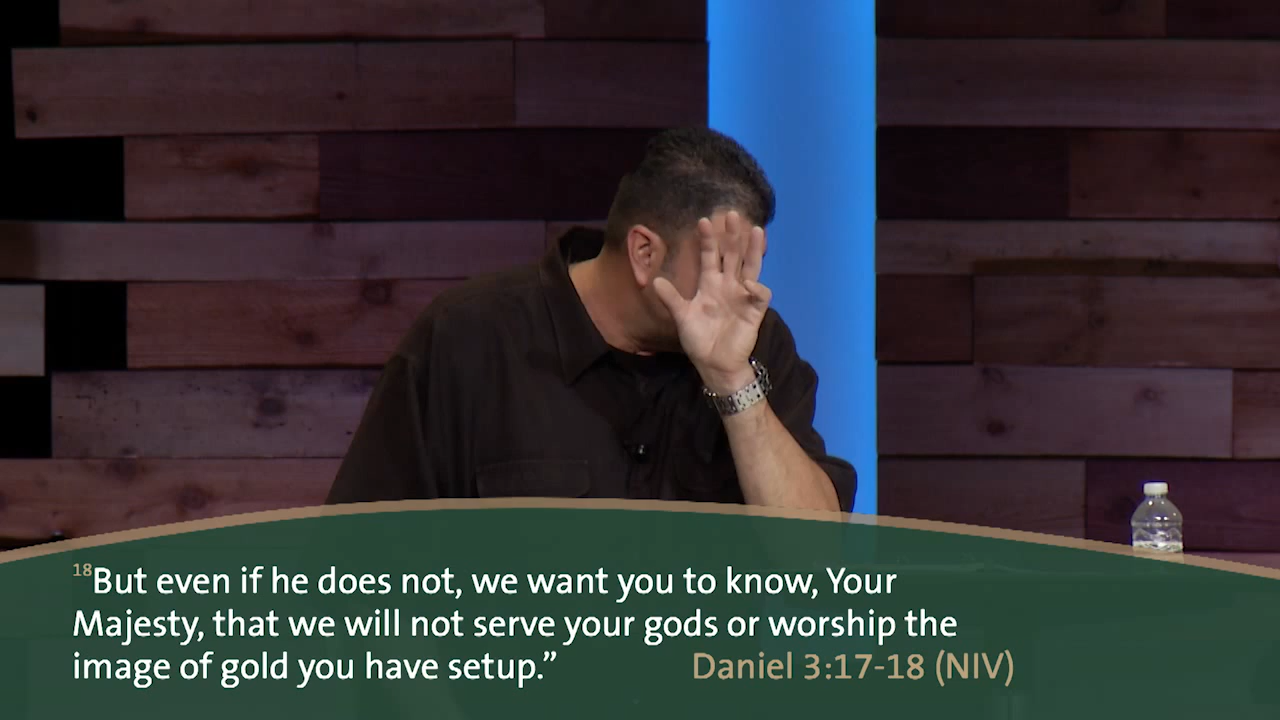 18But even if he does not, we want you to know, Your
Majesty, that we will not serve your gods or worship the
image of gold you have setup.” Daniel 3:17-18 (NIV)